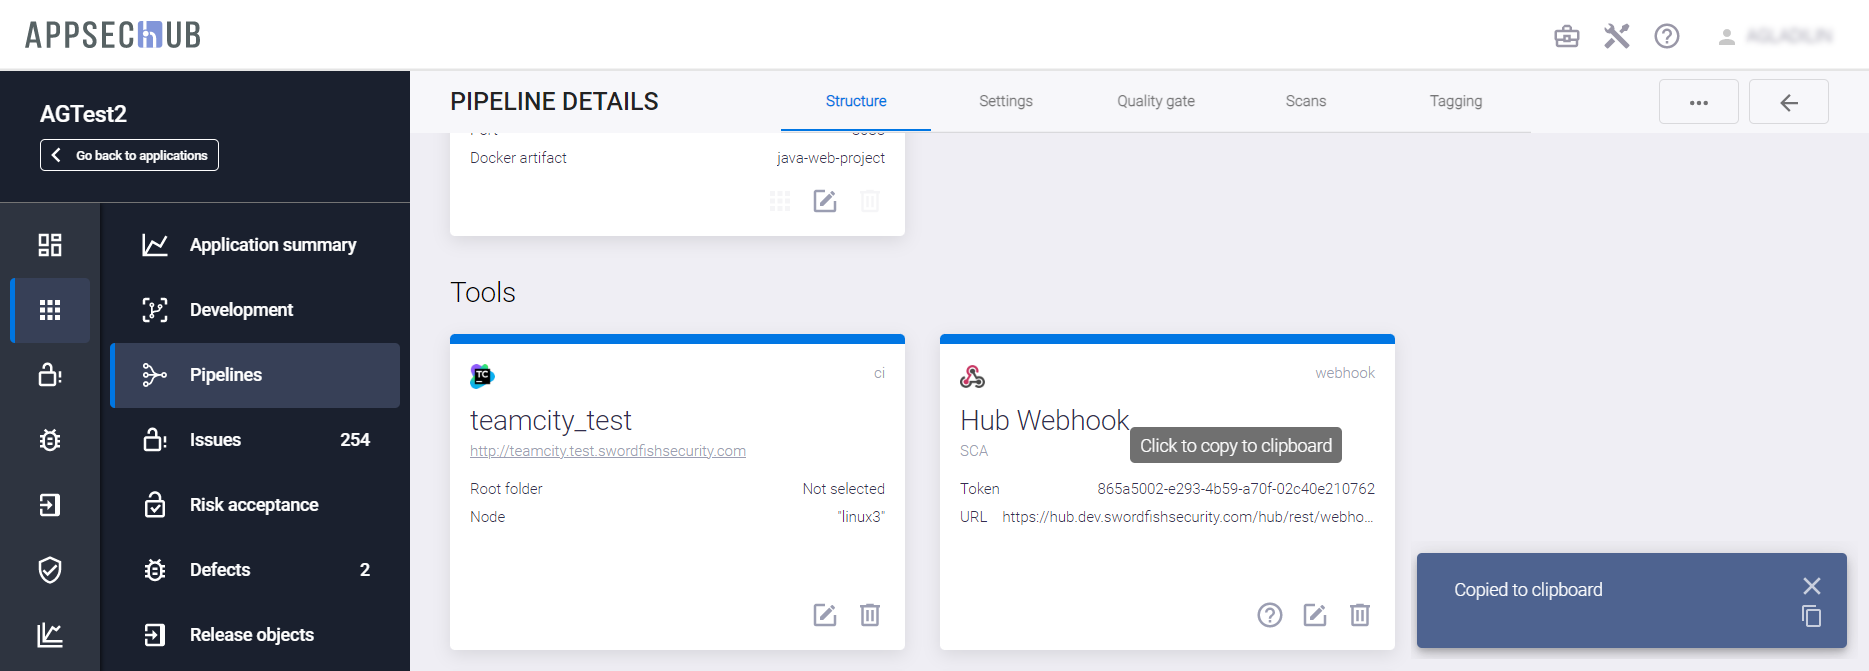 APPSECHUB
AGLADILIN
AGTest2
Go back to applications
PIPELINE DETAILS
Structure
Settings
Quality gate
Scans
Tagging
Docker artifact
java-web-project
Application summary
Development
Pipelines
Issues 254
Risk acceptance
Defects 2
Release objects
Tools
TC
ci
teamcity_test
http://teamcity.test.swordfishsecurity.com
Root folder Not selected
Node "linux3"
webhook
Hub Webhook
Click to copy to clipboard
SCA
Token 865a5002-e293-4b59-a70f-02c40e210762
URL https://hub.dev.swordfishsecurity.com/hub/rest/webho...
Copied to clipboard